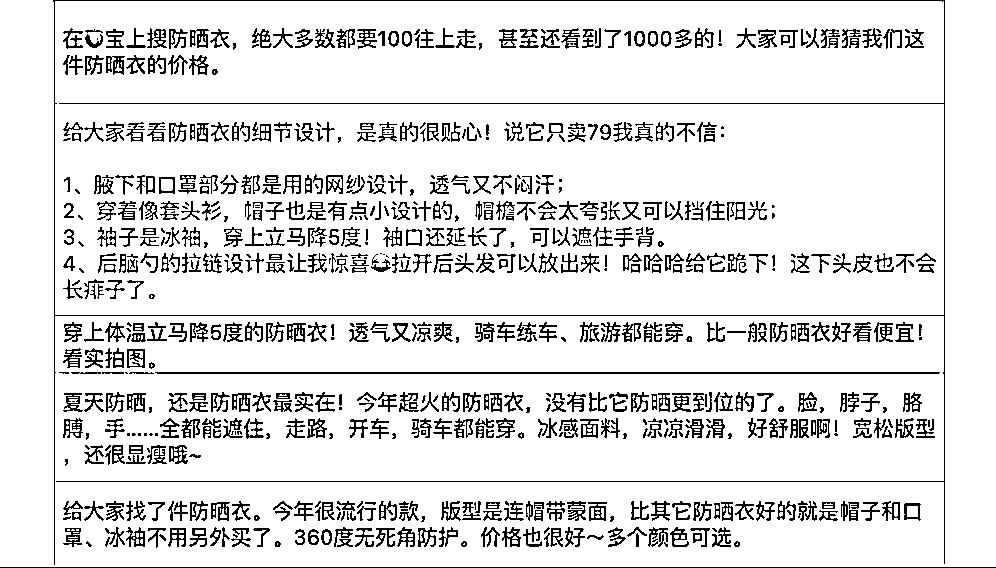 在🍑宝上搜防晒衣，绝大多数都要100往上走，甚至还看到了1000多的！大家可以猜猜我们这
件防晒衣的价格。
给大家看看防晒衣的细节设计，是真的很贴心！说它只卖79我真的不信：
1、腋下和口罩部分都是用的网纱设计，透气又不闷汗；
2、穿着像套头衫，帽子也是有点小设计的，帽檐不会太夸张又可以挡住阳光；
3、袖子是冰袖，穿上立马降5度！袖口还延长了，可以遮住手背。
4、后脑勺的拉链设计最让我惊喜😂拉开后头发可以放出来！哈哈哈给它跪下！这下头皮也不会
长痱子了。
穿上体温立马降5度的防晒衣！透气又凉爽，骑车练车、旅游都能穿。比一般防晒衣好看便宜！
看实拍图。
夏天防晒，还是防晒衣最实在！今年超火的防晒衣，没有比它防晒更到位的了。脸，脖子，胳
膊，手......全都能遮住，走路，开车，骑车都能穿。冰感面料，凉凉滑滑，好舒服啊！宽松版型
，还很显瘦哦~
给大家找了件防晒衣。今年很流行的款，版型是连帽带蒙面，比其它防晒衣好的就是帽子和口
罩、冰袖不用另外买了。360度无死角防护。价格也很好～多个颜色可选。